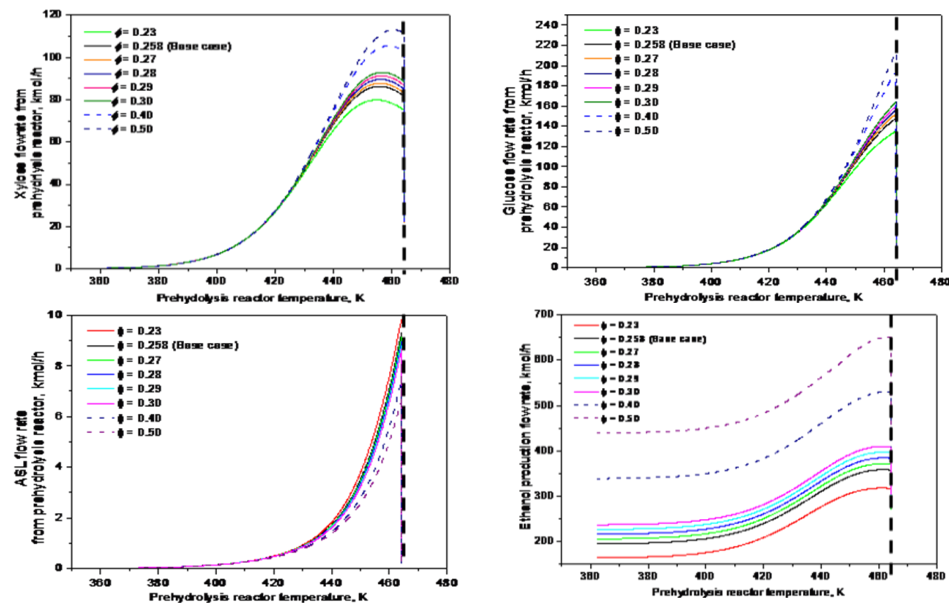 120
100
80
60
40
20
0
Xylose flowrate from
prehydrolysis reactor, kmol/h
ϕ= 0.23
ϕ= 0.258 (Base case)
ϕ= 0.27
ϕ= 0.28
ϕ= 0.29
ϕ= 0.30
ϕ= 0.40
ϕ= 0.50
360 380 400 420 440 460 480
Prehydolysis reactor temperature, K
240
220
200
180
160
140
120
100
80
60
40
20
0
Glucose flow rate from
prehydrolysis reactor, kmol/h
ϕ = 0.23
ϕ = 0.258 (Base case)
ϕ = 0.27
ϕ = 0.28
ϕ = 0.29
ϕ = 0.30
ϕ = 0.40
ϕ = 0.50
360 380 400 420 440 460 480
Prehydrolysis reactor temperature, K
10
8
6
4
2
0
ASL flow rate
from prehydrolysis reactor, kmol/h
ϕ = 0.23
ϕ = 0.258 (Base case)
ϕ = 0.27
ϕ = 0.28
ϕ = 0.29
ϕ = 0.30
ϕ = 0.40
ϕ = 0.50
360 380 400 420 440 460 480
Prehydrolysis reactor temperature, K
700
600
500
400
300
200
Ethanol production flow rate, kmol/h
ϕ = 0.23
ϕ = 0.258 (Base case)
ϕ = 0.27
ϕ = 0.28
ϕ = 0.29
ϕ = 0.30
ϕ = 0.40
ϕ = 0.50
360 380 400 420 440 460 480
Prehydrolysis reactor temperature, K